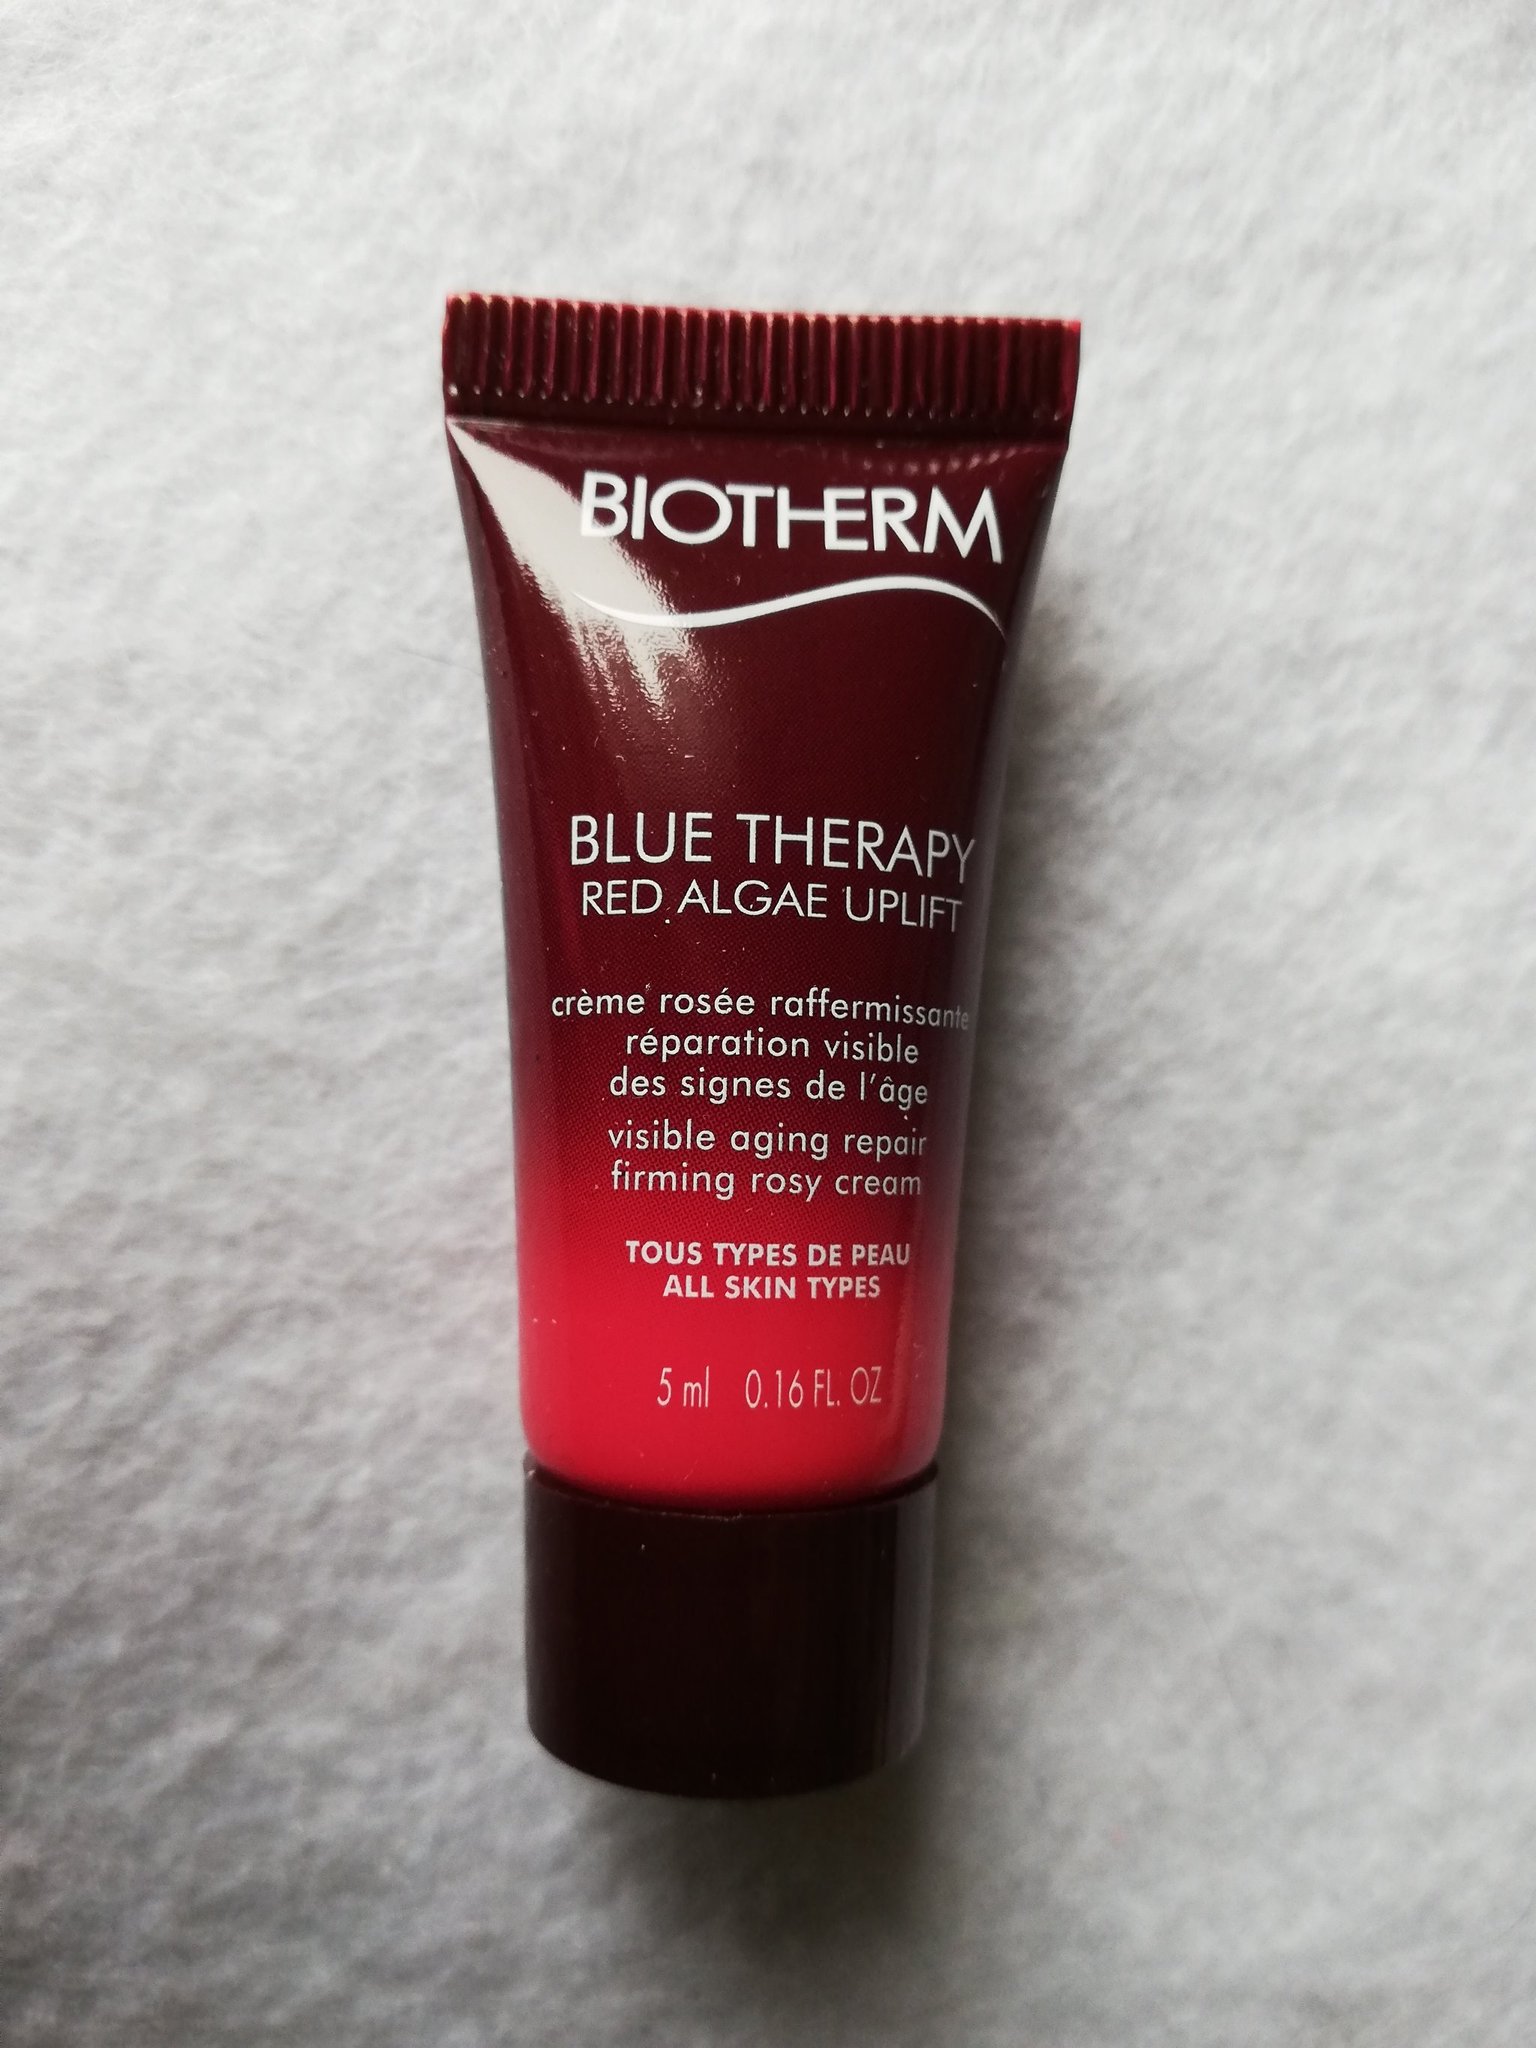 BIOTHERM
BLUE THERAPY
RED ALGAE UPLIFT
crème rosée raffermissante
réparation visible
des signes de l'âge
visible aging repair
firming rosy cream
TOUS TYPES DE PEAU
ALL SKIN TYPES
5 ml 0.16 FL. OZ